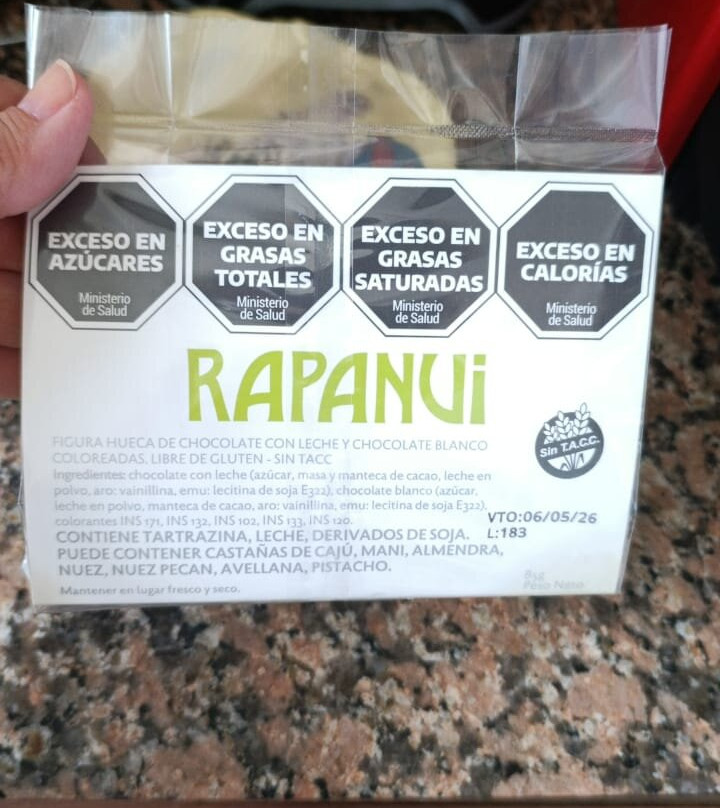 EXCESO EN
AZÚCARES
Ministerio
de Salud
EXCESO EN
GRASAS
TOTALES
Ministerio
de Salud
EXCESO EN
GRASAS
SATURADAS
Ministerio
de Salud
EXCESO EN
CALORÍAS
Ministerio
de Salud
RAPANUi
FIGURA HUECA DE CHOCOLATE CON LECHE Y CHOCOLATE BLANCO
COLOREADAS. LIBRE DE GLUTEN - SIN TACC
Ingredientes: chocolate con leche (azúcar, masa y manteca de cacao, leche en
polvo, aro: vainillina, emu: lecitina de soja E322), chocolate blanco (azúcar,
leche en polvo, manteca de cacao, aro: vainillina, emu: lecitina de soja E322),
colorantes INS 171, INS 132, INS 102, INS 133, INS 120.
CONTIENE TARTRAZINA, LECHE, DERIVADOS DE SOJA.
PUEDE CONTENER CASTAÑAS DE CAJÚ, MANI, ALMENDRA,
NUEZ, NUEZ PECAN, AVELLANA, PISTACHO.
Mantener en lugar fresco y seco.
Sin T.A.C.C.
VTO:06/05/26
L:183
Peso Neto